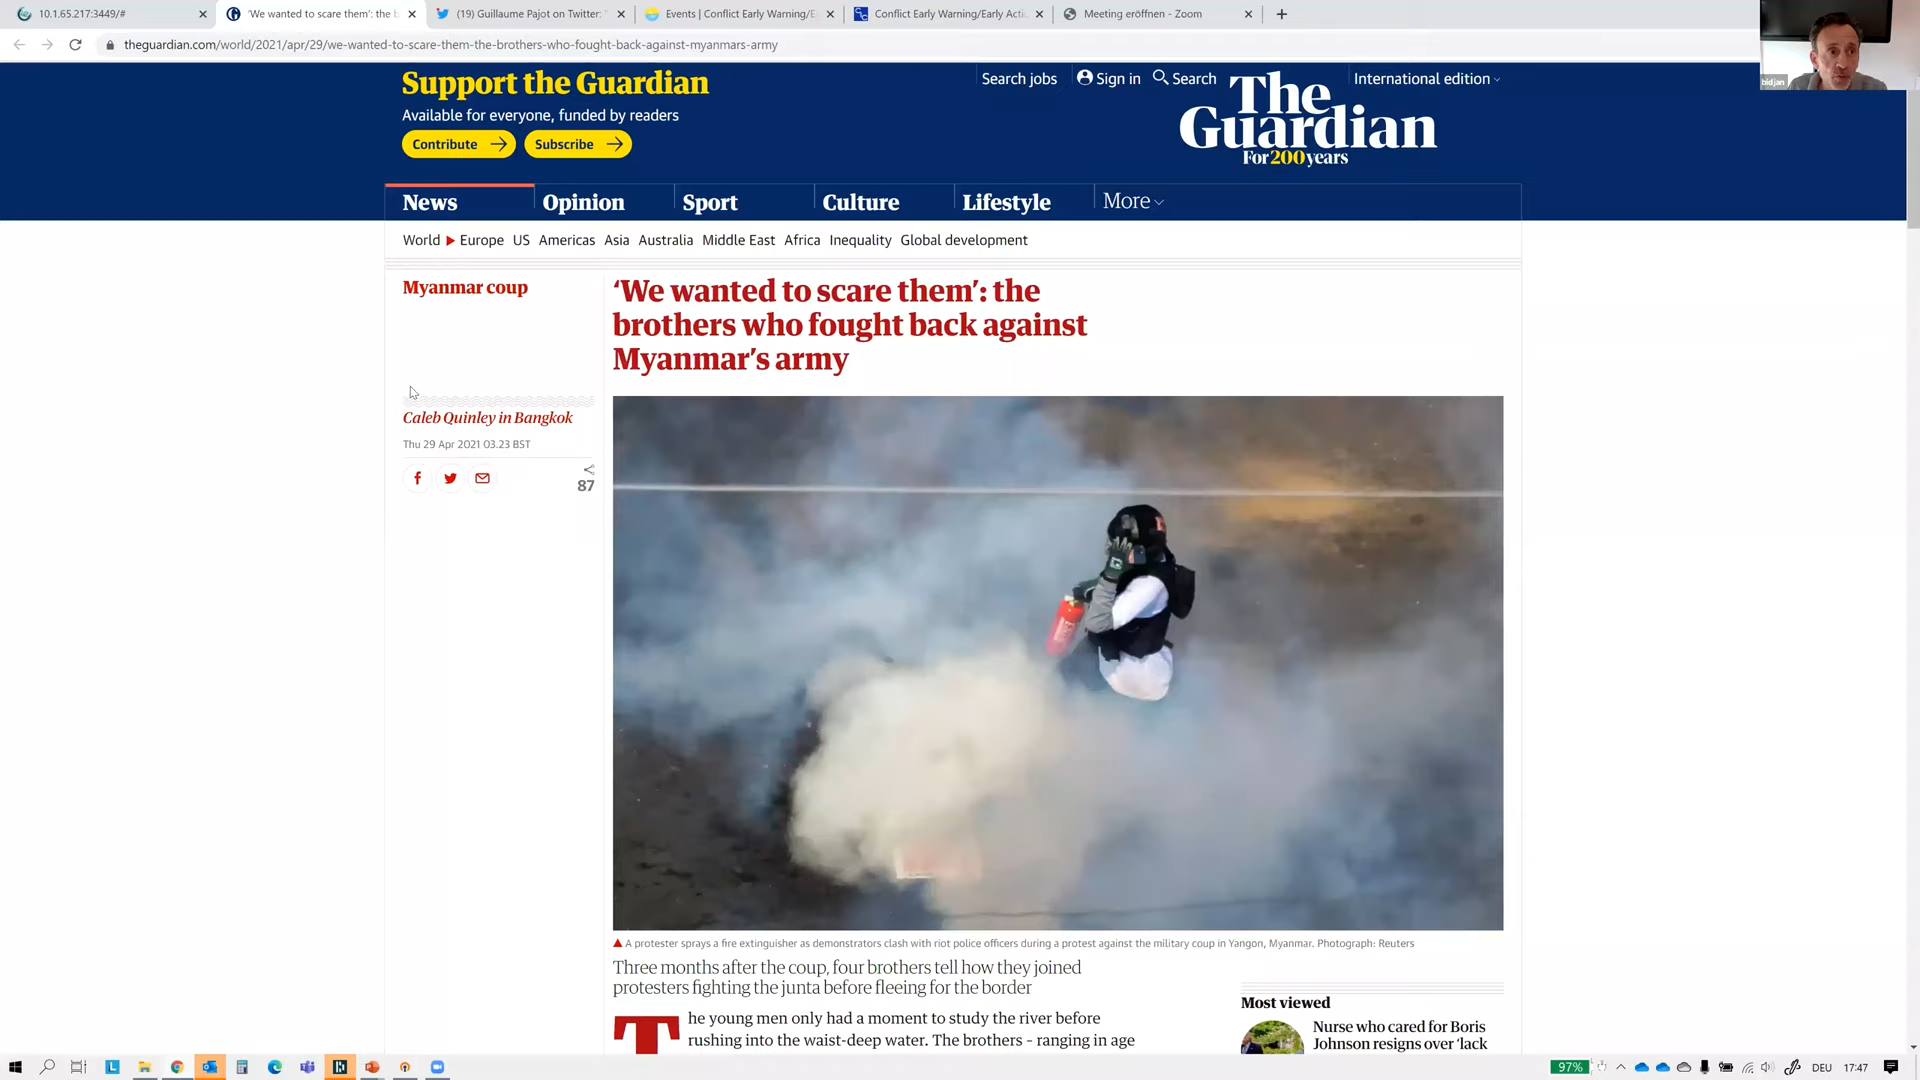 10.1.65.217:3449/#
'We wanted to scare them': the b
(19) Guillaume Pajot on Twitter:
Events | Conflict Early Warning/E
Conflict Early Warning/Early Acti
Meeting eröffnen - Zoom
theguardian.com/world/2021/apr/29/we-wanted-to-scare-them-the-brothers-who-fought-back-against-myanmars-army
bidjan
Support the Guardian
Available for everyone, funded by readers
Contribute
Subscribe
Search jobs
Sign in
Search
International edition
The
Guardian
For 200 years
News
Opinion
Sport
Culture
Lifestyle
More
World
Europe
US
Americas
Asia
Australia
Middle East
Africa
Inequality
Global development
Myanmar coup
'We wanted to scare them': the
brothers who fought back against
Myanmar's army
Caleb Quinley in Bangkok
Thu 29 Apr 2021 03.23 BST
87
A protester sprays a fire extinguisher as demonstrators clash with riot police officers during a protest against the military coup in Yangon, Myanmar. Photograph: Reuters
Three months after the coup, four brothers tell how they joined
protesters fighting the junta before fleeing for the border
The young men only had a moment to study the river before
rushing into the waist-deep water. The brothers – ranging in age
Most viewed
Nurse who cared for Boris
Johnson resigns over 'lack
97%
DEU
17:47